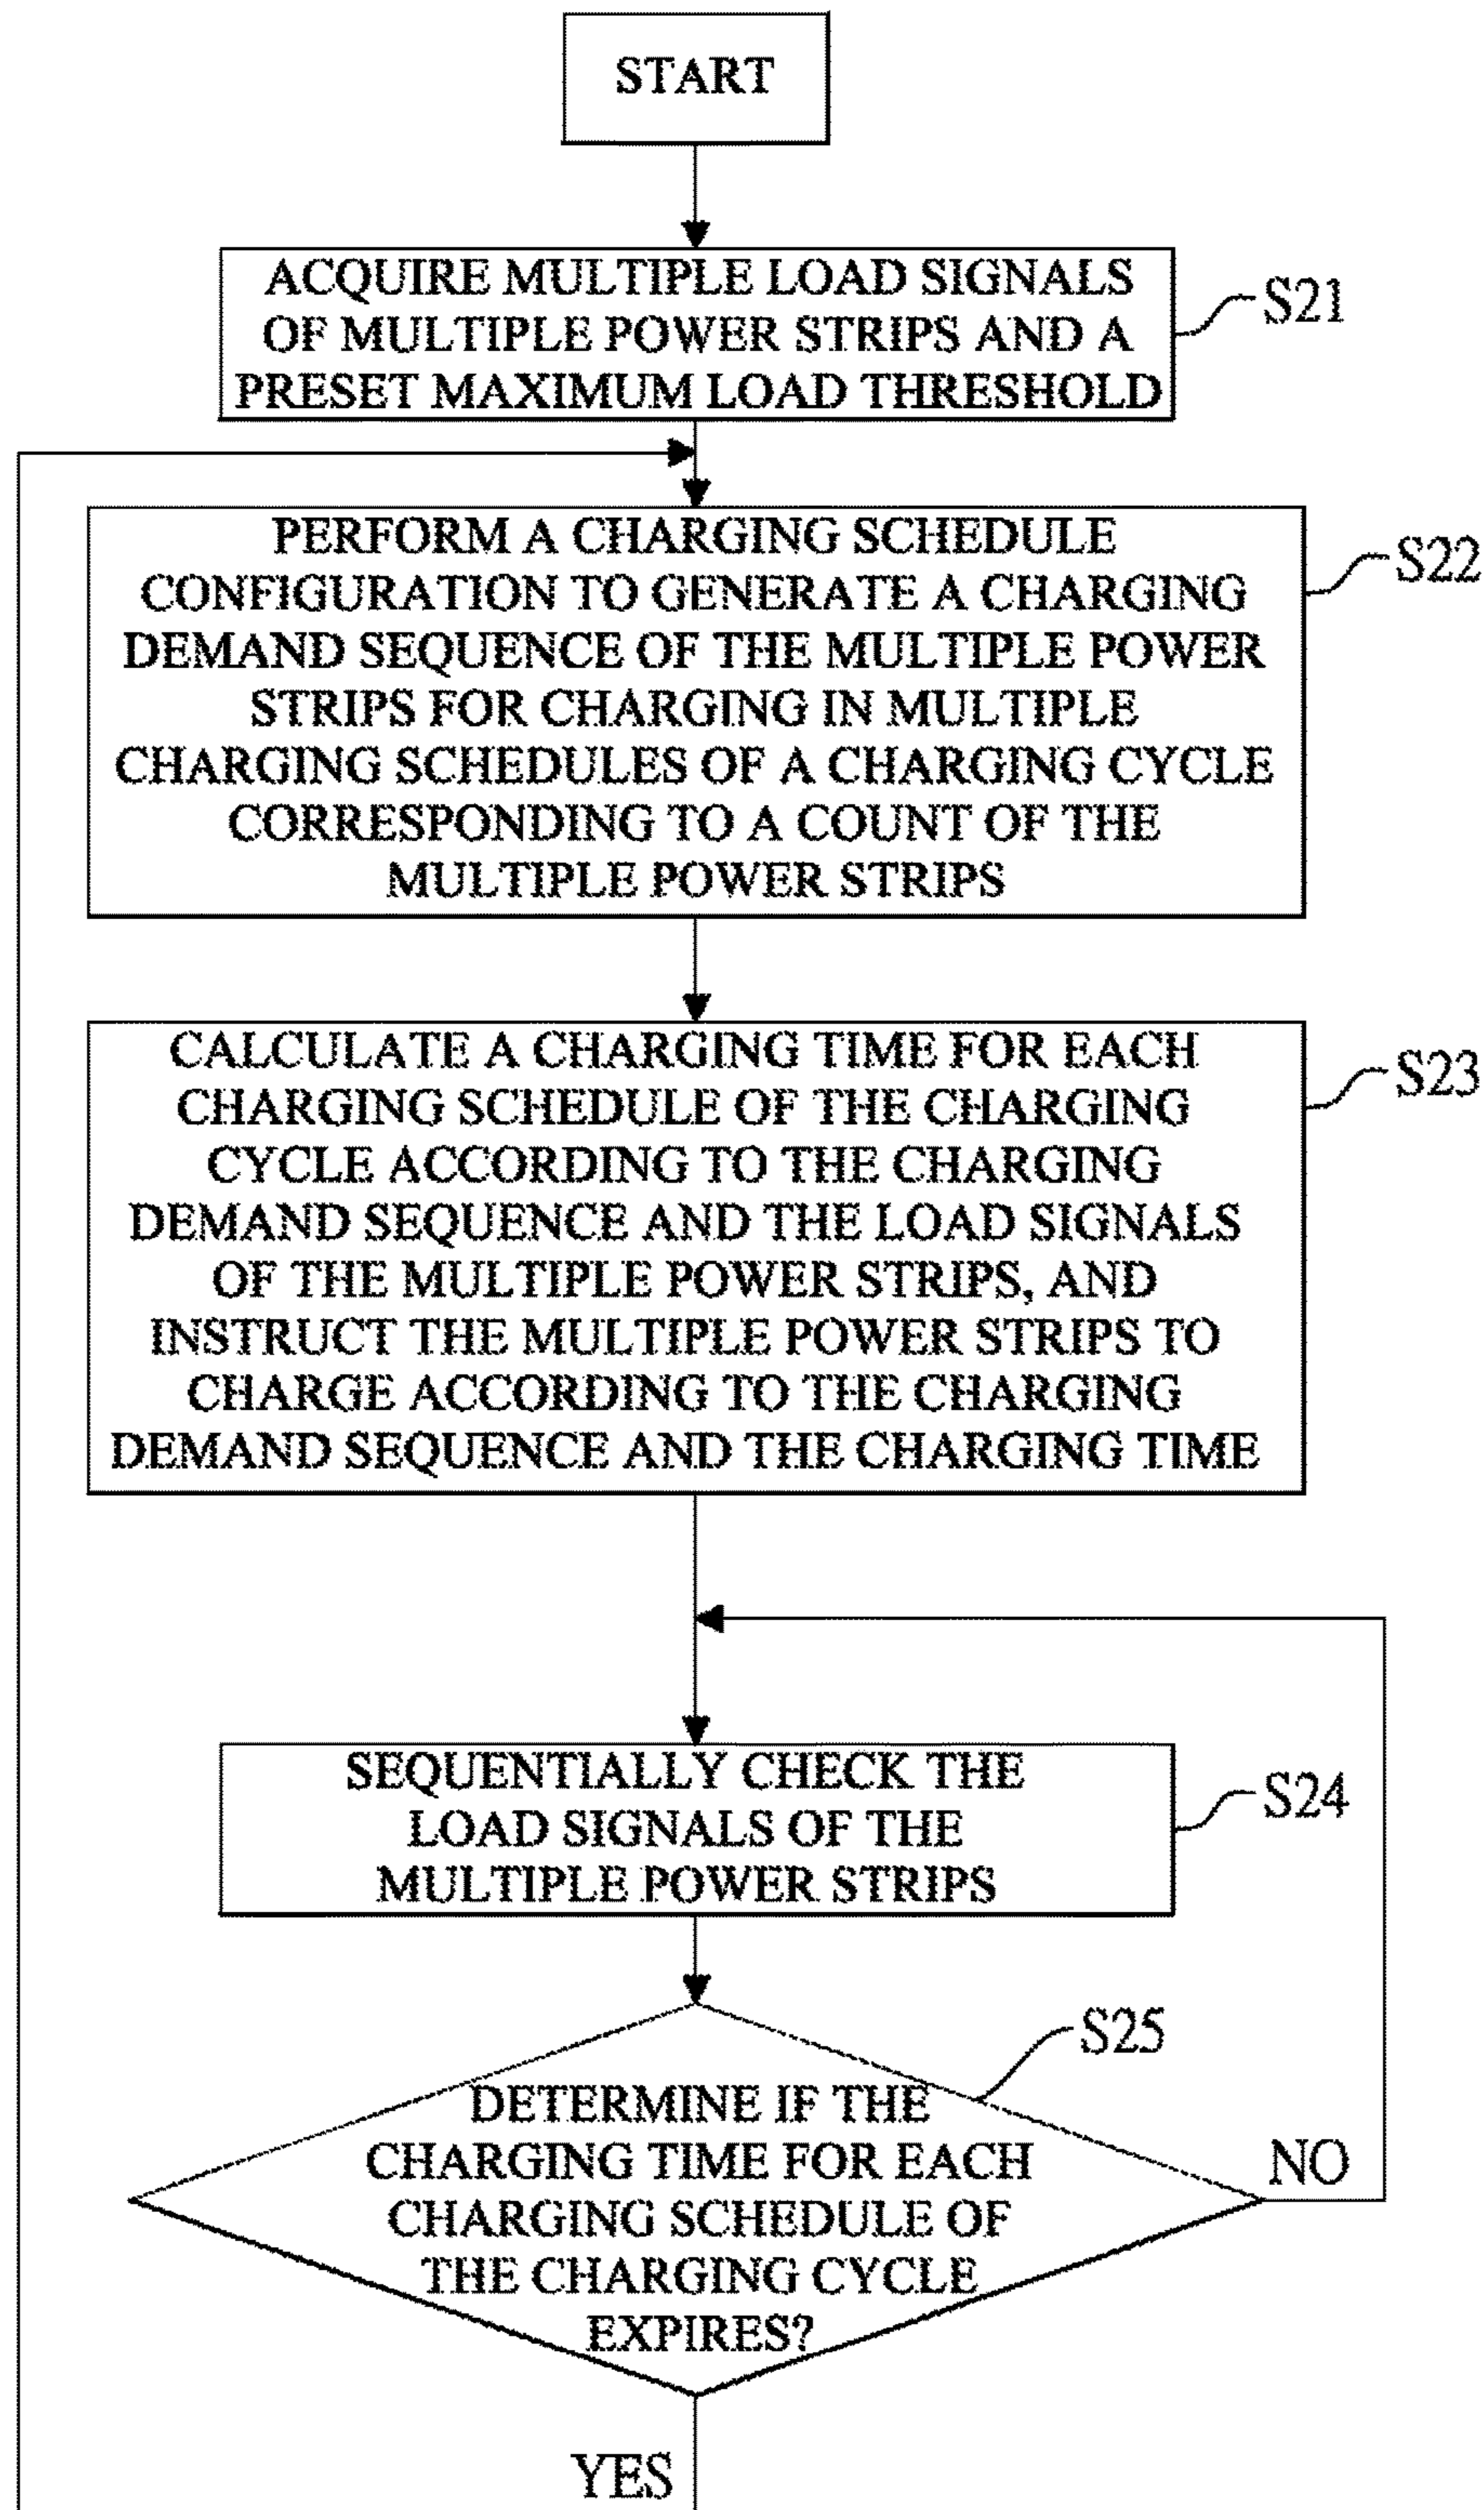 START
ACQUIRE MULTIPLE LOAD SIGNALS
OF MULTIPLE POWER STRIPS AND A
PRESET MAXIMUM LOAD THRESHOLD
S21
PERFORM A CHARGING SCHEDULE
CONFIGURATION TO GENERATE A CHARGING
DEMAND SEQUENCE OF THE MULTIPLE POWER
STRIPS FOR CHARGING IN MULTIPLE
CHARGING SCHEDULES OF A CHARGING CYCLE
CORRESPONDING TO A COUNT OF THE
MULTIPLE POWER STRIPS
S22
CALCULATE A CHARGING TIME FOR EACH
CHARGING SCHEDULE OF THE CHARGING
CYCLE ACCORDING TO THE CHARGING
DEMAND SEQUENCE AND THE LOAD SIGNALS
OF THE MULTIPLE POWER STRIPS, AND
INSTRUCT THE MULTIPLE POWER STRIPS TO
CHARGE ACCORDING TO THE CHARGING
DEMAND SEQUENCE AND THE CHARGING TIME
S23
SEQUENTIALLY CHECK THE
LOAD SIGNALS OF THE
MULTIPLE POWER STRIPS
S24
DETERMINE IF THE
CHARGING TIME FOR EACH
CHARGING SCHEDULE OF
THE CHARGING CYCLE
EXPIRES?
S25
NO
YES